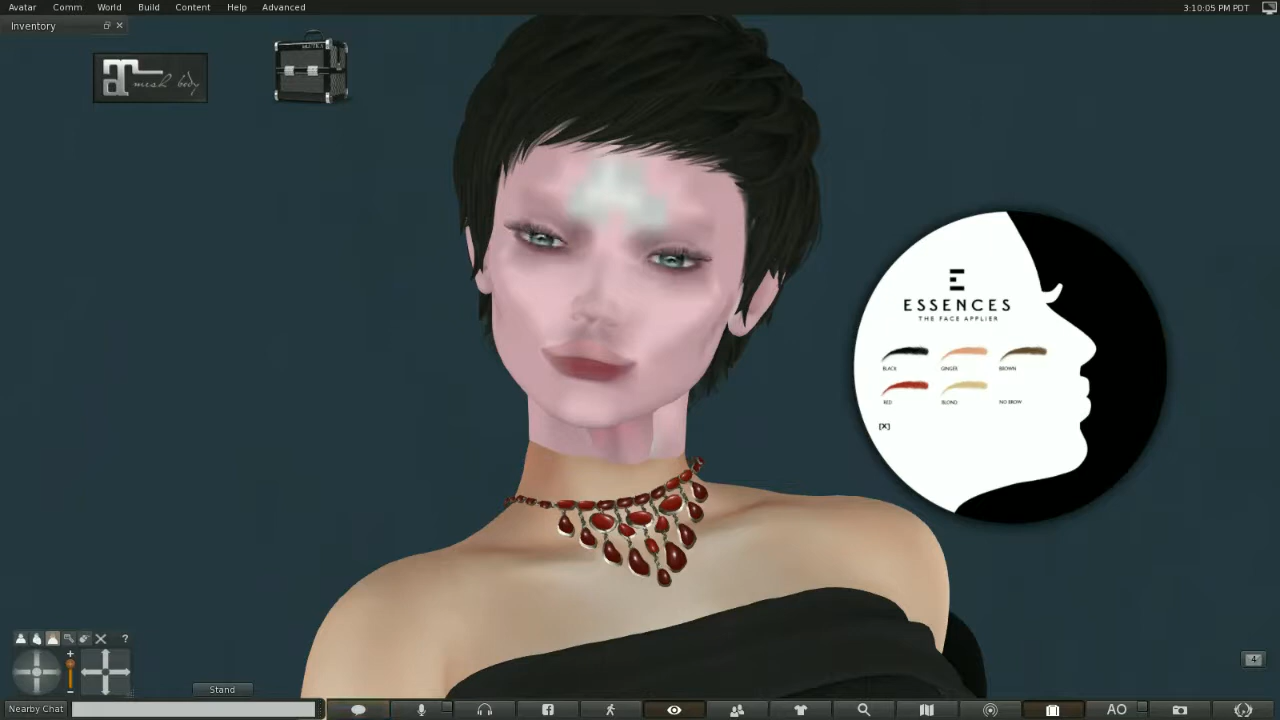 Avatar Comm World Build Content Help Advanced
3:10:05 PM PDT
Inventory
mesh body
E
ESSENCES
THE FACE APPLIER
BLACK GINGER BROWN
RED BLOND NO BROW
[X]
?
+
4
Stand
Nearby Chat
AO